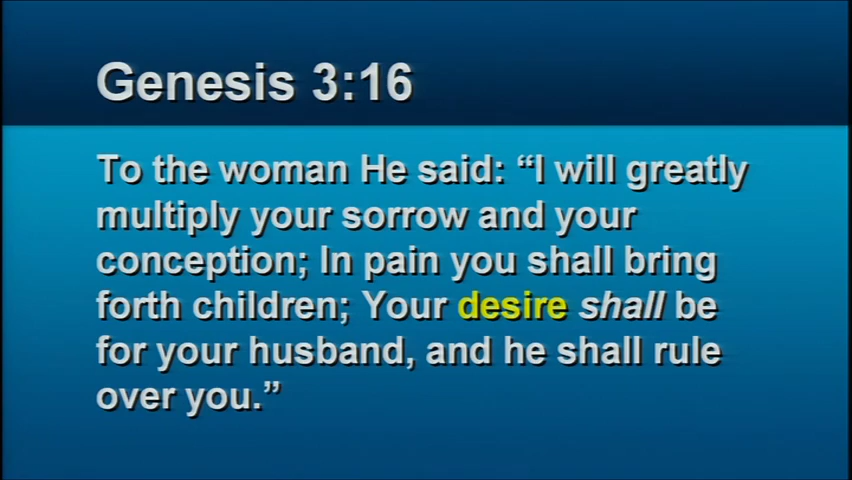 Genesis 3:16
To the woman He said: “I will greatly
multiply your sorrow and your
conception; In pain you shall bring
forth children; Your desire shall be
for your husband, and he shall rule
over you.”